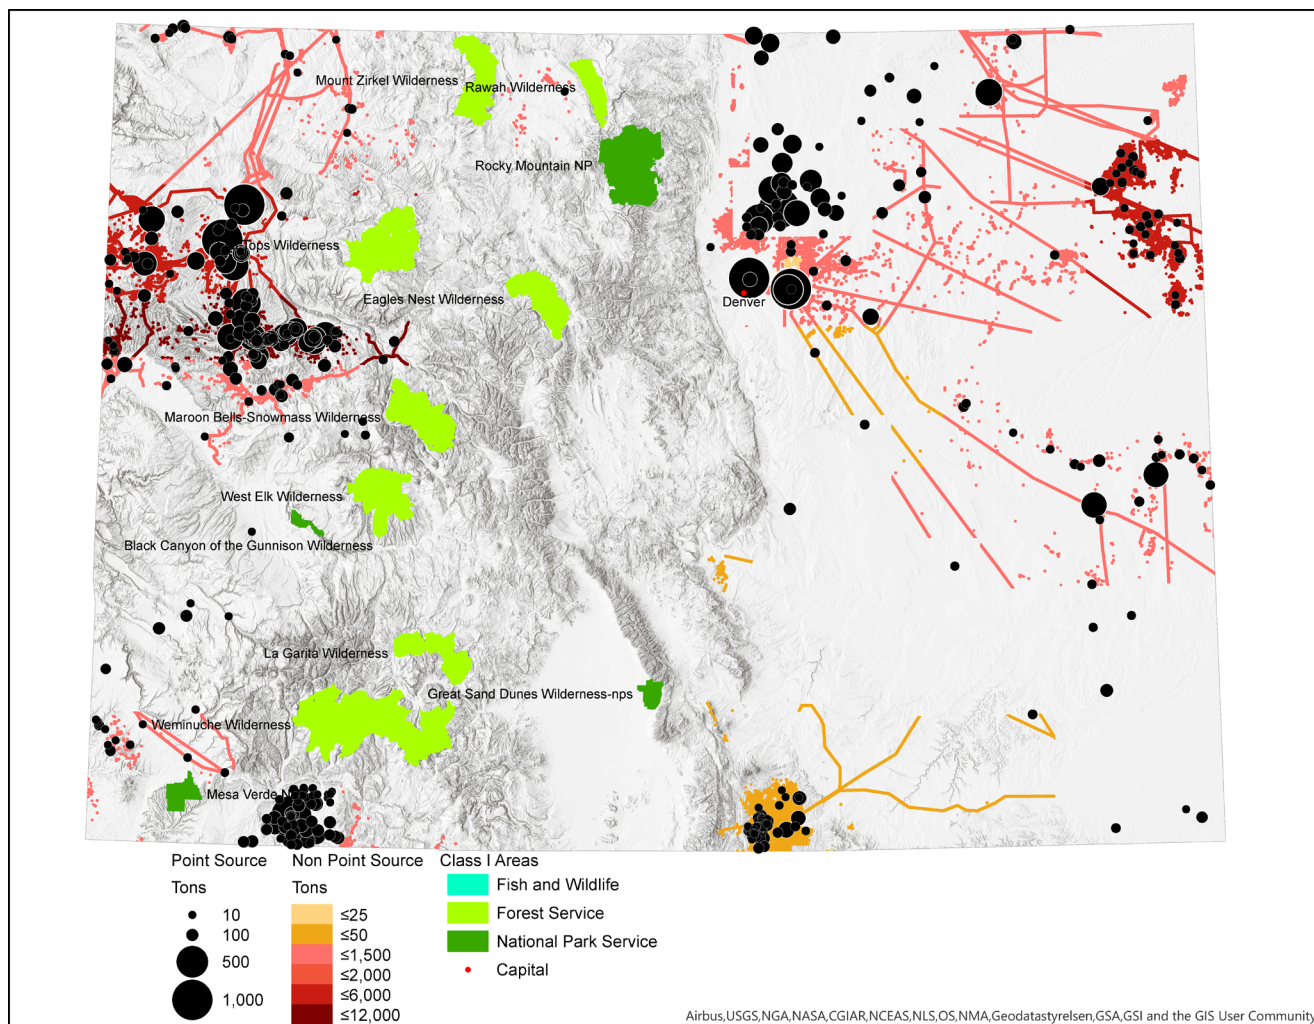 Mount Zirkel Wilderness
Rawah Wilderness
Rocky Mountain NP
Tops Wilderness
Eagles Nest Wilderness
Denver
Maroon Bells-Snowmass Wilderness
West Elk Wilderness
Black Canyon of the Gunnison Wilderness
La Garita Wilderness
Great Sand Dunes Wilderness-nps
Weminuche Wilderness
Mesa Verde
Point Source
Tons
10
100
500
1,000
Non Point Source
Tons
≤25
≤50
≤1,500
≤2,000
≤6,000
≤12,000
Class I Areas
Fish and Wildlife
Forest Service
National Park Service
Capital
Airbus,USGS,NGA,NASA,CGIAR,NCEAS,NLS,OS,NMA,Geodatastyrelsen,GSA,GSI and the GIS User Community